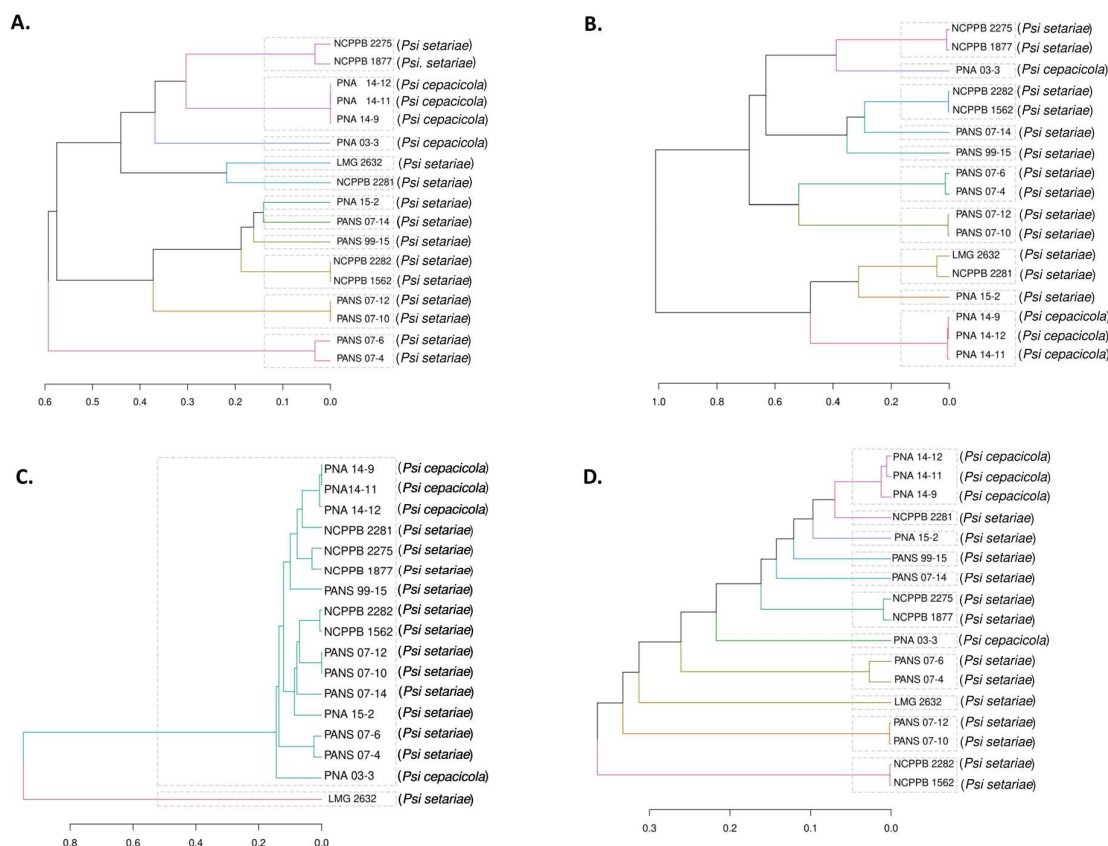 A.
NCPPB 2275 (Psi setariae)
NCPPB 1877 (Psi. setariae)
PNA 14-12 (Psi cepacicola)
PNA 14-11 (Psi cepacicola)
PNA 14-9 (Psi cepacicola)
PNA 03-3 (Psi cepacicola)
LMG 2632 (Psi setariae)
NCPPB 2281 (Psi setariae)
PNA 15-2 (Psi setariae)
PANS 07-14 (Psi setariae)
PANS 99-15 (Psi setariae)
NCPPB 2282 (Psi setariae)
NCPPB 1562 (Psi setariae)
PANS 07-12 (Psi setariae)
PANS 07-10 (Psi setariae)
PANS 07-6 (Psi setariae)
PANS 07-4 (Psi setariae)
0.6 0.5 0.4 0.3 0.2 0.1 0.0
B.
NCPPB 2275 (Psi setariae)
NCPPB 1877 (Psi setariae)
PNA 03-3 (Psi cepacicola)
NCPPB 2282 (Psi setariae)
NCPPB 1562 (Psi setariae)
PANS 07-14 (Psi setariae)
PANS 99-15 (Psi setariae)
PANS 07-6 (Psi setariae)
PANS 07-4 (Psi setariae)
PANS 07-12 (Psi setariae)
PANS 07-10 (Psi setariae)
LMG 2632 (Psi setariae)
NCPPB 2281 (Psi setariae)
PNA 15-2 (Psi setariae)
PNA 14-9 (Psi cepacicola)
PNA 14-12 (Psi cepacicola)
PNA 14-11 (Psi cepacicola)
1.0 0.8 0.6 0.4 0.2 0.0
C.
PNA 14-9 (Psi cepacicola)
PNA14-11 (Psi cepacicola)
PNA 14-12 (Psi cepacicola)
NCPPB 2281 (Psi setariae)
NCPPB 2275 (Psi setariae)
NCPPB 1877 (Psi setariae)
PANS 99-15 (Psi setariae)
NCPPB 2282 (Psi setariae)
NCPPB 1562 (Psi setariae)
PANS 07-12 (Psi setariae)
PANS 07-10 (Psi setariae)
PANS 07-14 (Psi setariae)
PNA 15-2 (Psi setariae)
PANS 07-6 (Psi setariae)
PANS 07-4 (Psi setariae)
PNA 03-3 (Psi cepacicola)
LMG 2632 (Psi setariae)
0.8 0.6 0.4 0.2 0.0
D.
PNA 14-12 (Psi cepacicola)
PNA 14-11 (Psi cepacicola)
PNA 14-9 (Psi cepacicola)
NCPPB 2281 (Psi setariae)
PNA 15-2 (Psi setariae)
PANS 99-15 (Psi setariae)
PANS 07-14 (Psi setariae)
NCPPB 2275 (Psi setariae)
NCPPB 1877 (Psi setariae)
PNA 03-3 (Psi cepacicola)
PANS 07-6 (Psi setariae)
PANS 07-4 (Psi setariae)
LMG 2632 (Psi setariae)
PANS 07-12 (Psi setariae)
PANS 07-10 (Psi setariae)
NCPPB 2282 (Psi setariae)
NCPPB 1562 (Psi setariae)
0.3 0.2 0.1 0.0